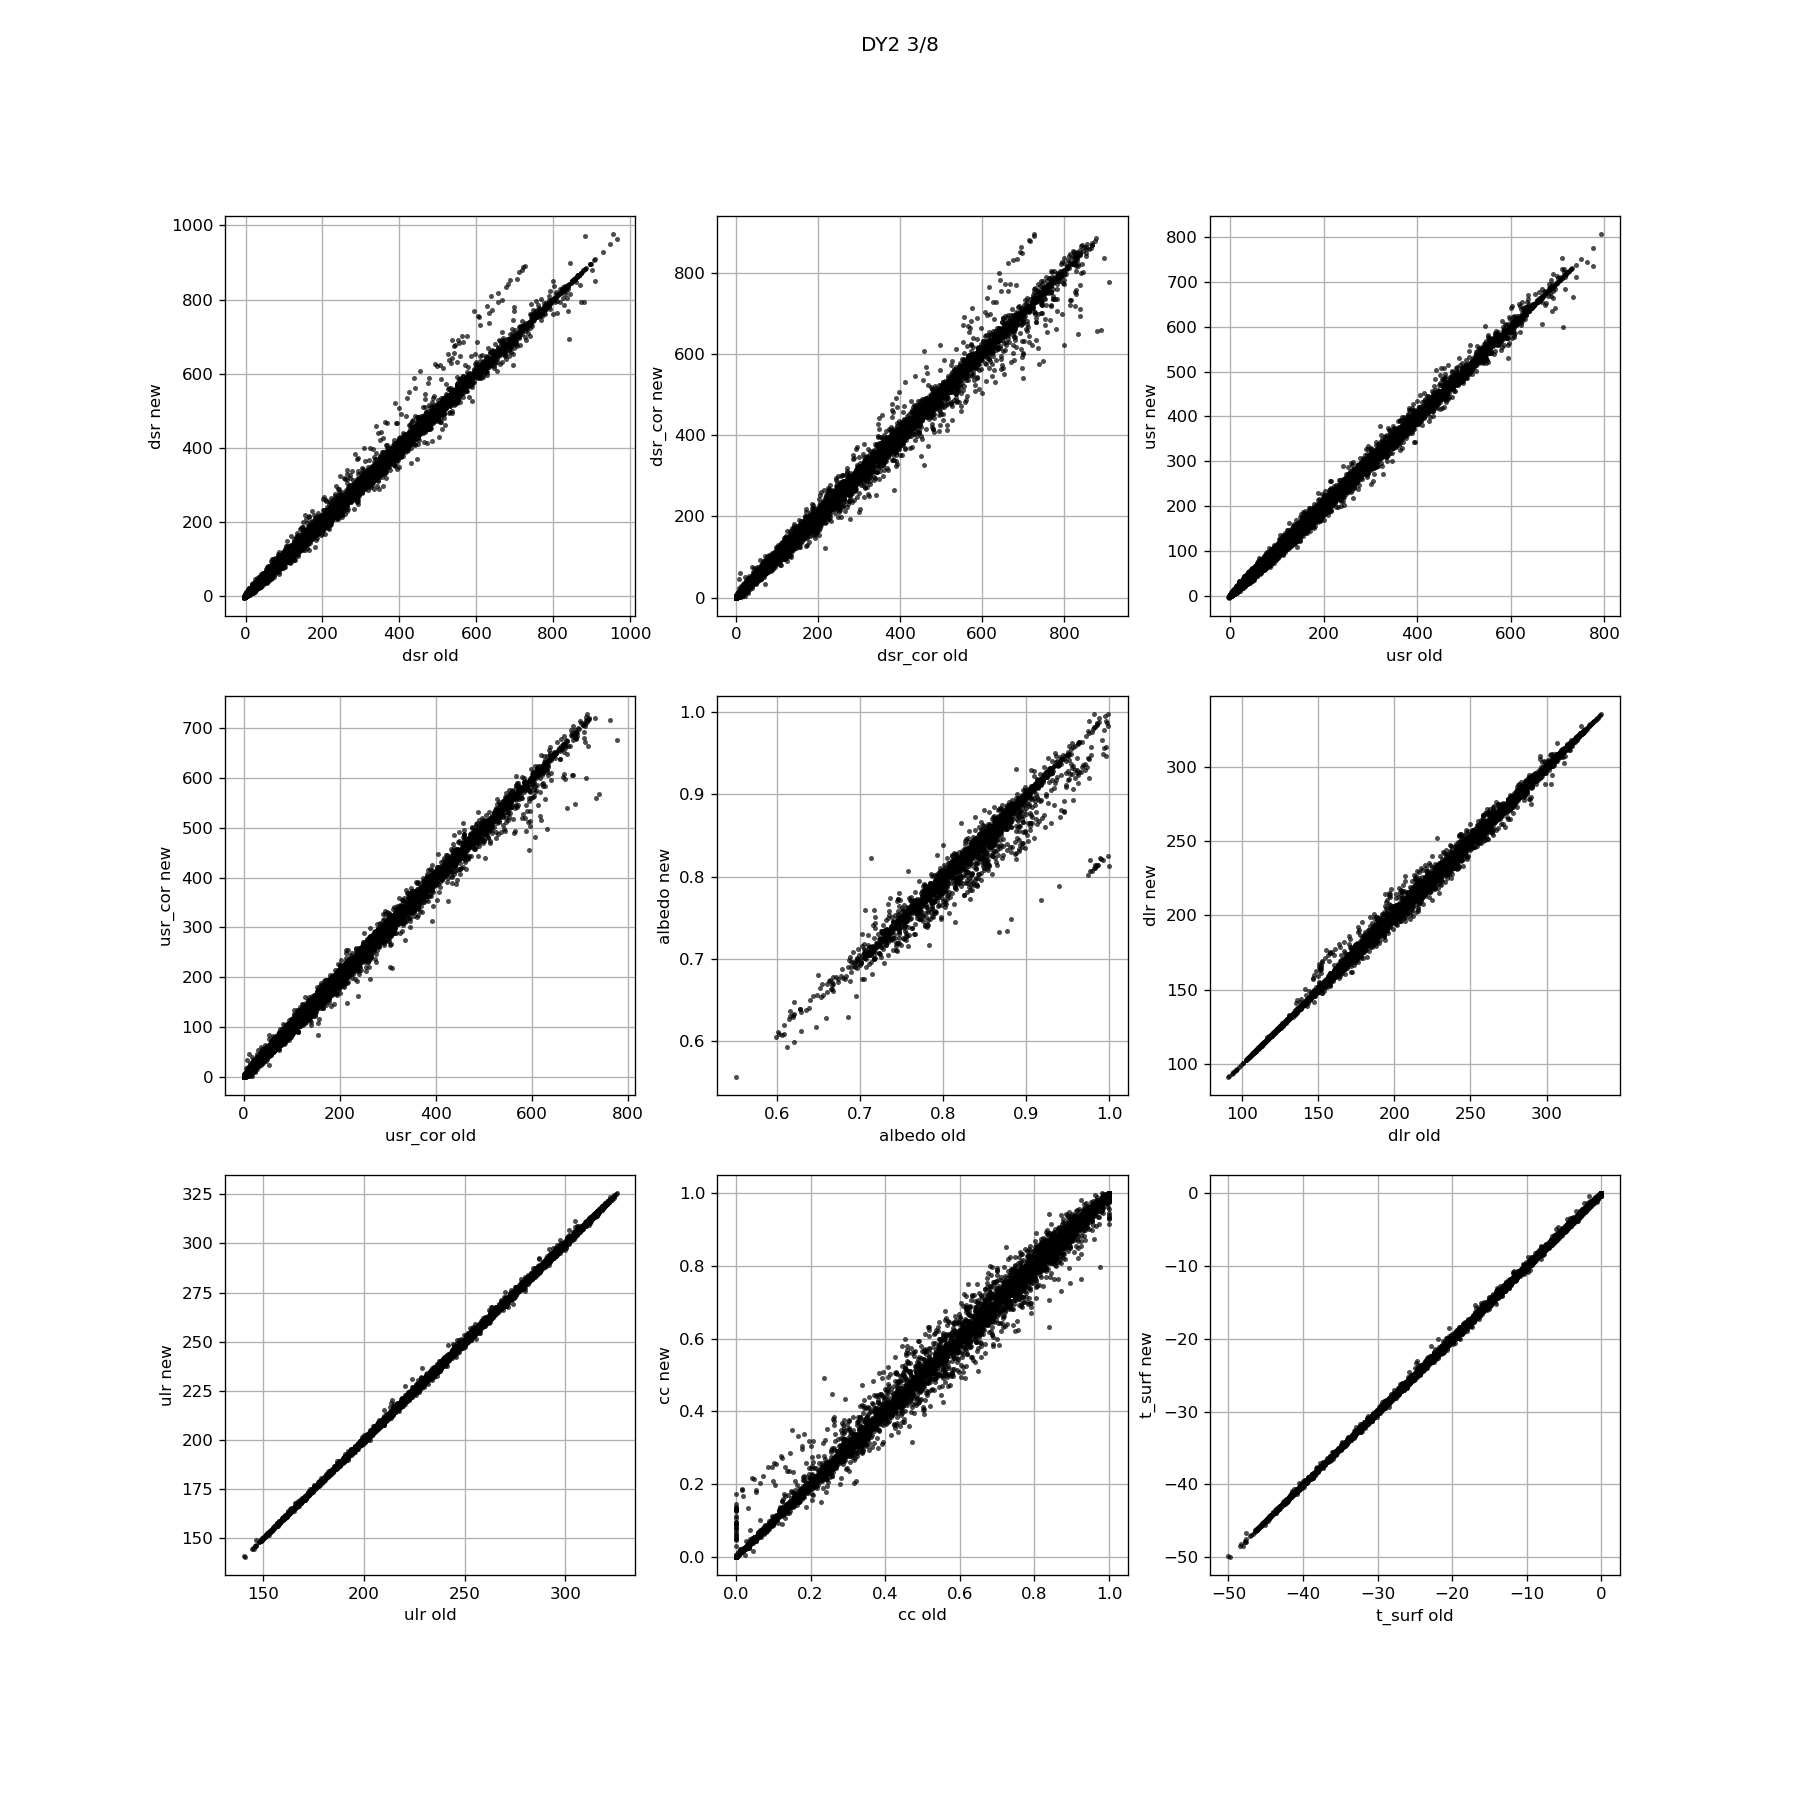 DY2 3/8
1000
800
600
400
200
0
dsr new
0 200 400 600 800 1000
dsr old
800
600
400
200
0
dsr_cor new
0 200 400 600 800
dsr_cor old
800
700
600
500
400
300
200
100
0
usr new
0 200 400 600 800
usr old
700
600
500
400
300
200
100
0
usr_cor new
0 200 400 600 800
usr_cor old
1.0
0.9
0.8
0.7
0.6
albedo new
0.6 0.7 0.8 0.9 1.0
albedo old
300
250
200
150
100
dlr new
100 150 200 250 300
dlr old
325
300
275
250
225
200
175
150
ulr new
150 200 250 300
ulr old
1.0
0.8
0.6
0.4
0.2
0.0
cc new
0.0 0.2 0.4 0.6 0.8 1.0
cc old
0
−10
−20
−30
−40
−50
t_surf new
−50 −40 −30 −20 −10 0
t_surf old